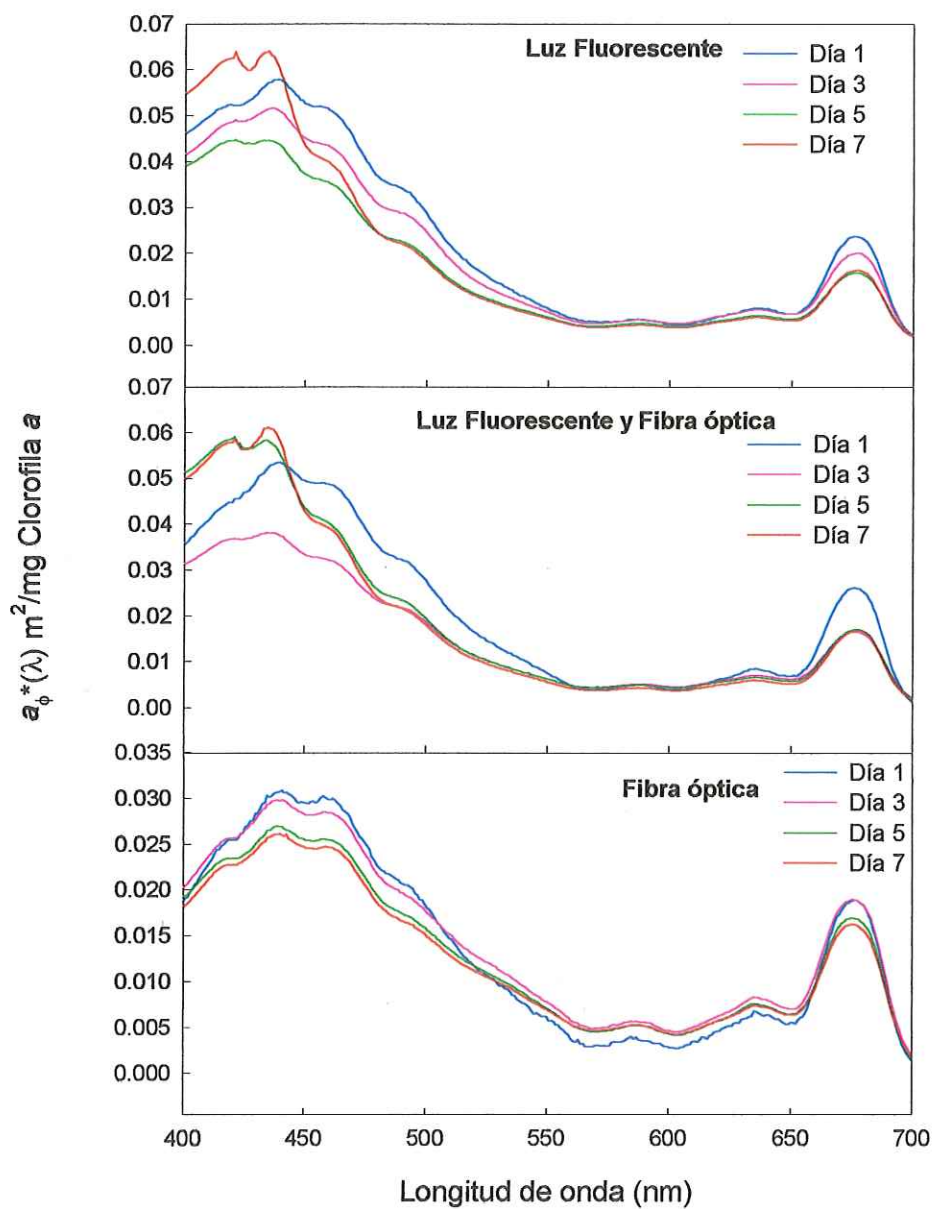 0.07
Luz Fluorescente
Día 1
Día 3
Día 5
Día 7
0.06
0.05
0.04
0.03
0.02
0.01
0.00
0.07
Luz Fluorescente y Fibra óptica
Día 1
Día 3
Día 5
Día 7
0.06
0.05
0.04
0.03
0.02
0.01
0.00
0.035
Fibra óptica
Día 1
Día 3
Día 5
Día 7
0.030
0.025
0.020
0.015
0.010
0.005
0.000
400 450 500 550 600 650 700
Longitud de onda (nm)
aϕ*(λ) m²/mg Clorofila a